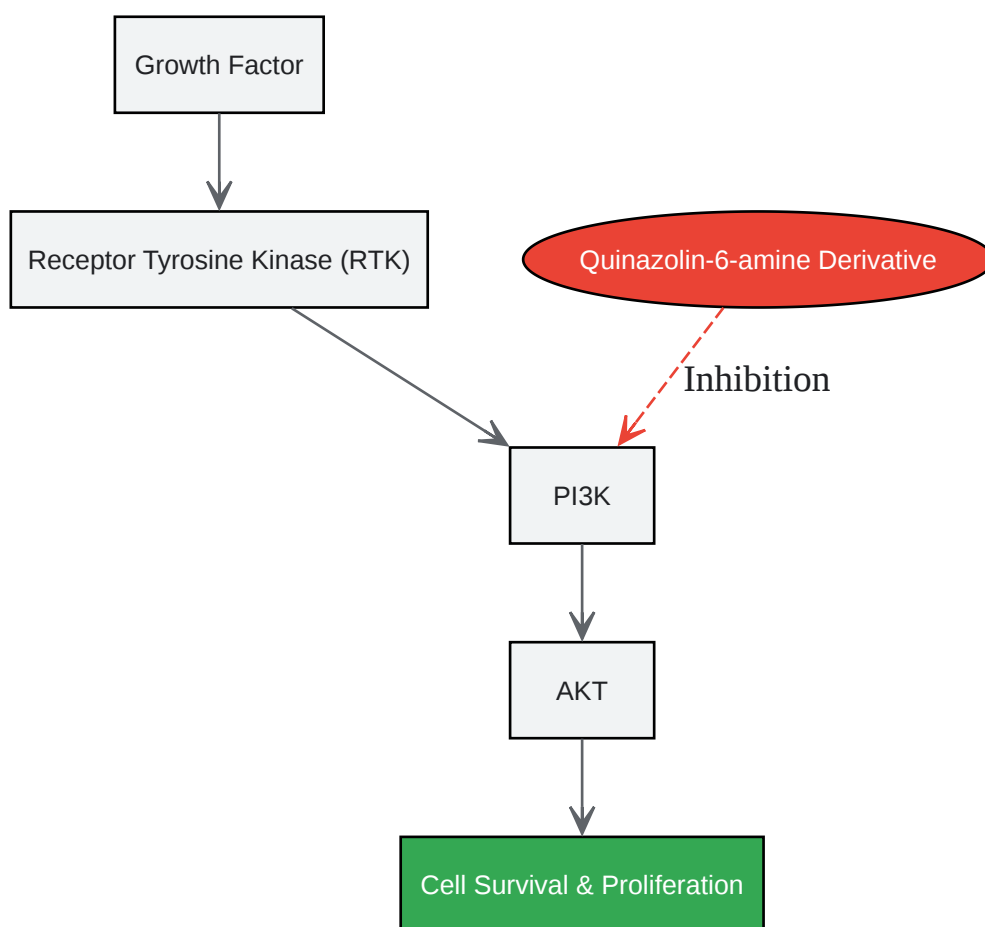 Growth Factor
Receptor Tyrosine Kinase (RTK)
Quinazolin-6-amine Derivative
Inhibition
PI3K
AKT
Cell Survival & Proliferation